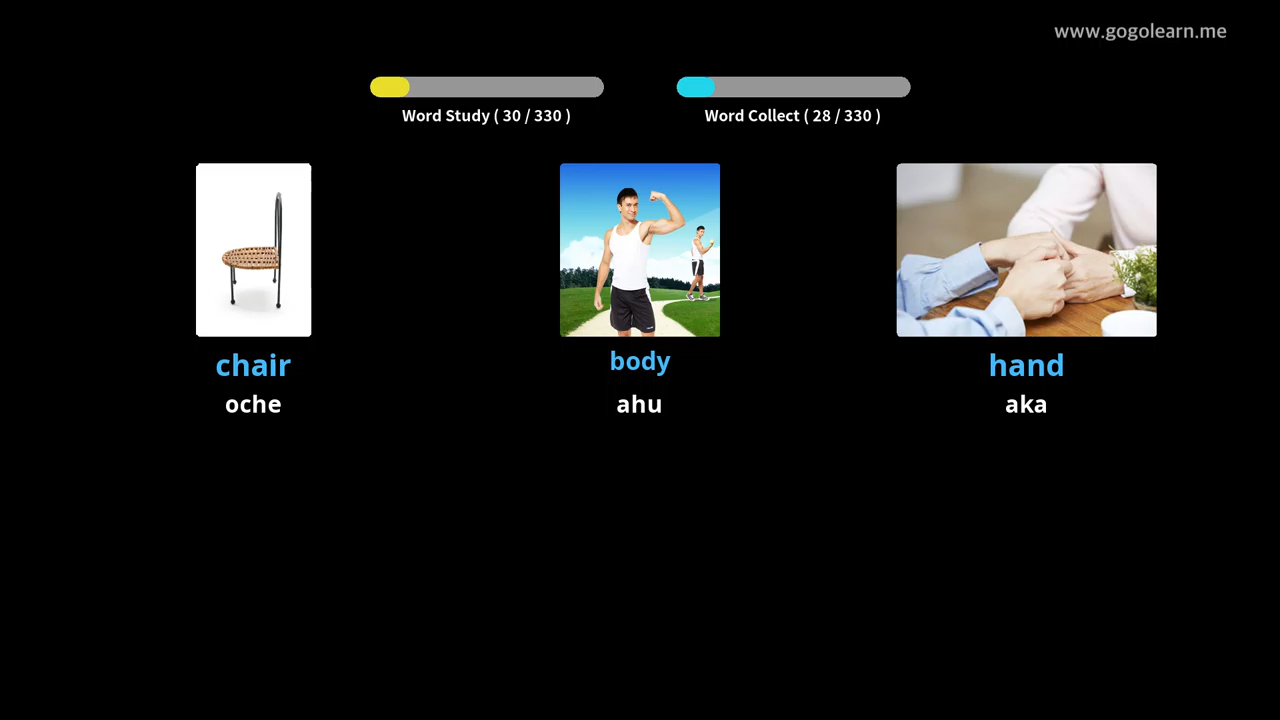 www.gogolearn.me
Word Study ( 30 / 330 )
Word Collect ( 28 / 330 )
chair
body
hand
oche
ahu
aka